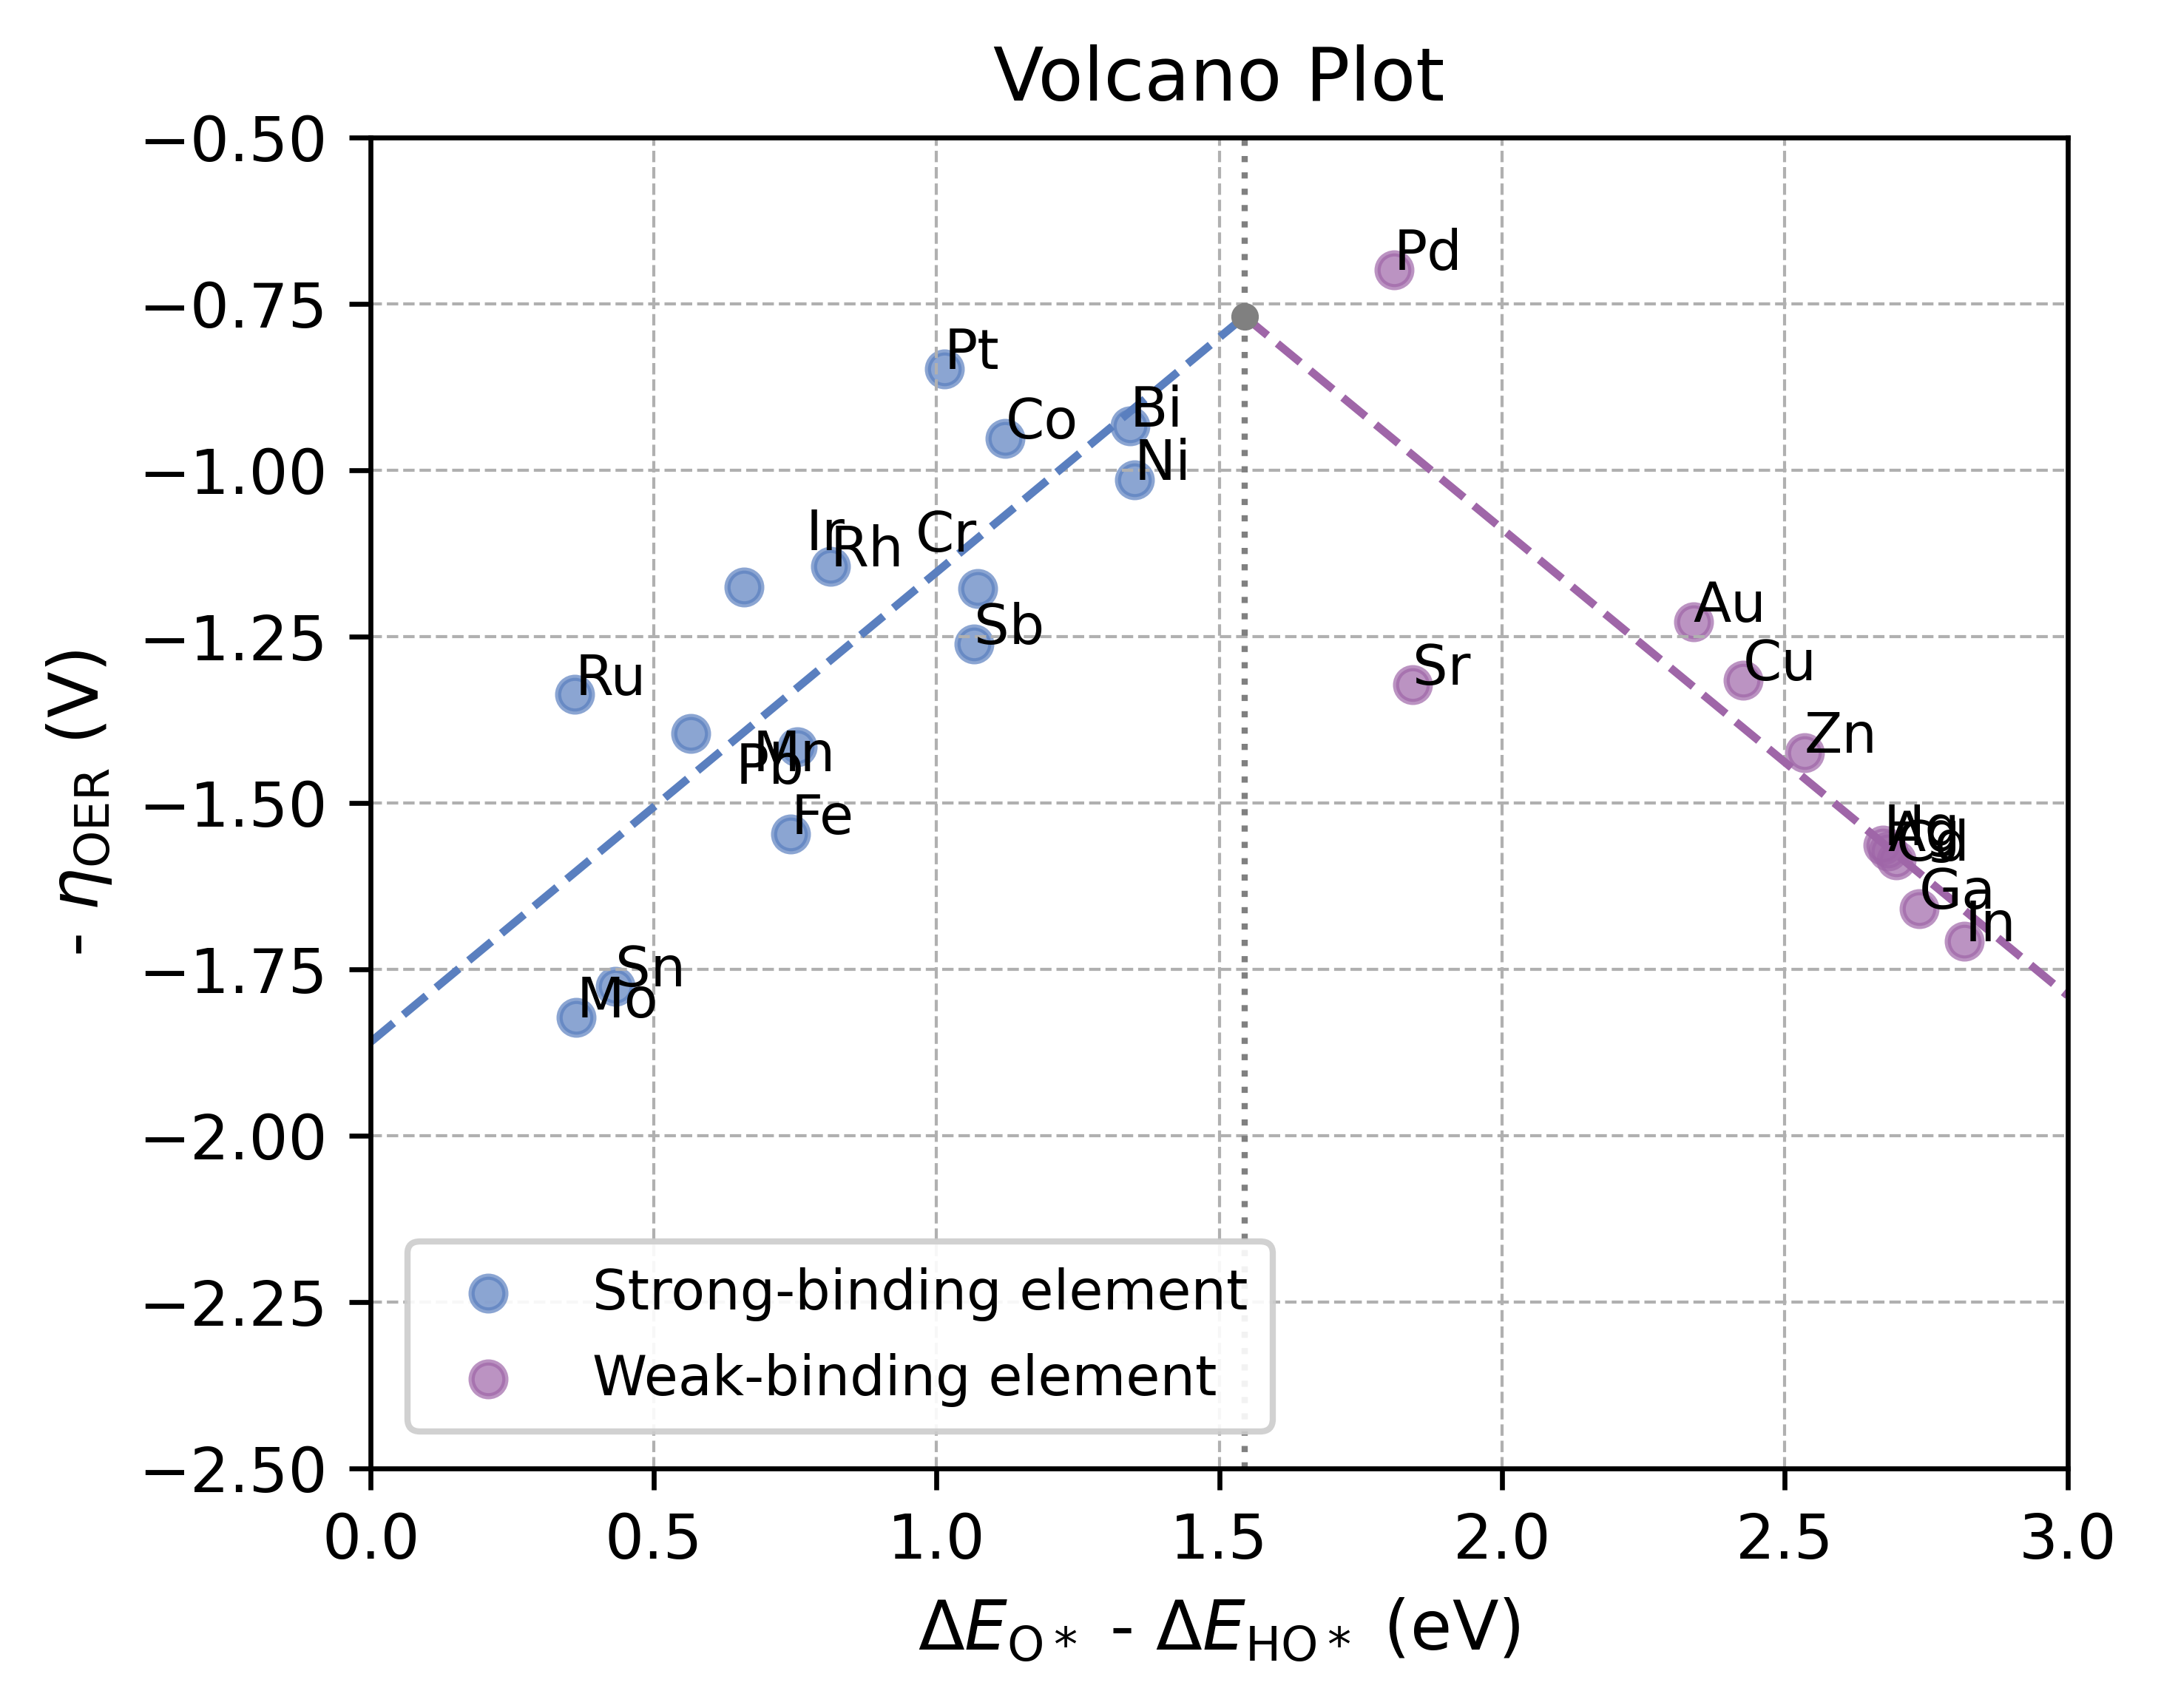 Volcano Plot
−0.50
−0.75
−1.00
−1.25
−1.50
−1.75
−2.00
−2.25
−2.50
- ηOER (V)
Pd
Pt
Bi
Co
Ni
Ir
Rh
Cr
Au
Sb
Sr
Cu
Ru
Zn
Mn
Pb
Fe
Hg
Ag
Cd
Ga
In
Sn
Mo
Strong-binding element
Weak-binding element
0.0 0.5 1.0 1.5 2.0 2.5 3.0
ΔEO* - ΔEHO* (eV)